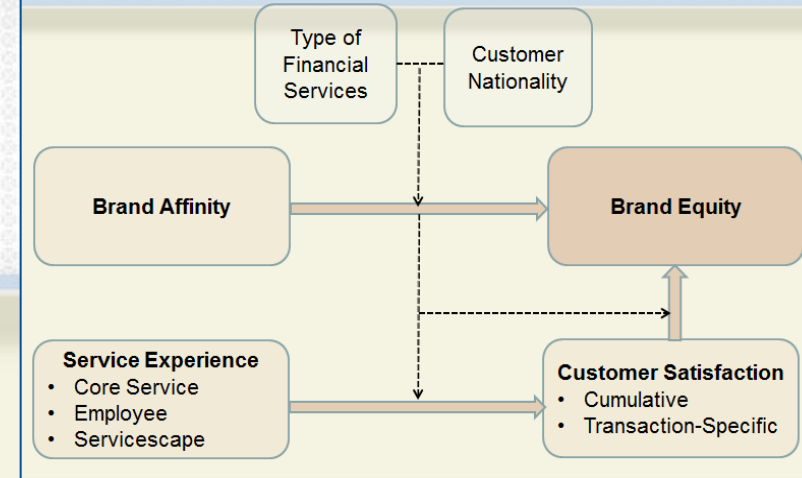 Type of
Financial
Services
Customer
Nationality
Brand Affinity
Brand Equity
Service Experience
• Core Service
• Employee
• Servicescape
Customer Satisfaction
• Cumulative
• Transaction-Specific